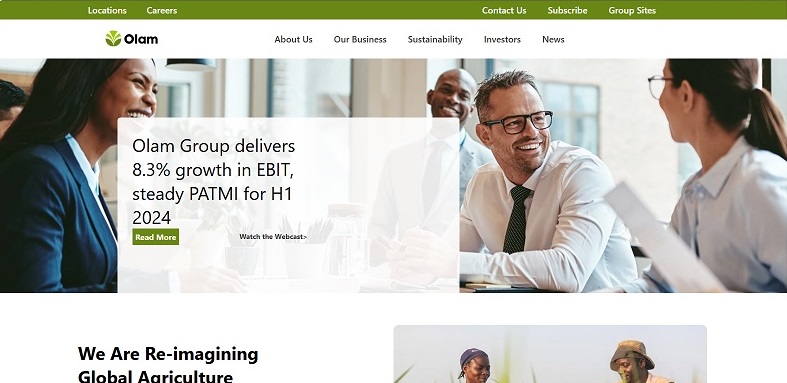 Locations Careers Contact Us Subscribe Group Sites
Olam About Us Our Business Sustainability Investors News
Olam Group delivers
8.3% growth in EBIT,
steady PATMI for H1
2024
Read More Watch the Webcast>
We Are Re-imagining
Global Agriculture